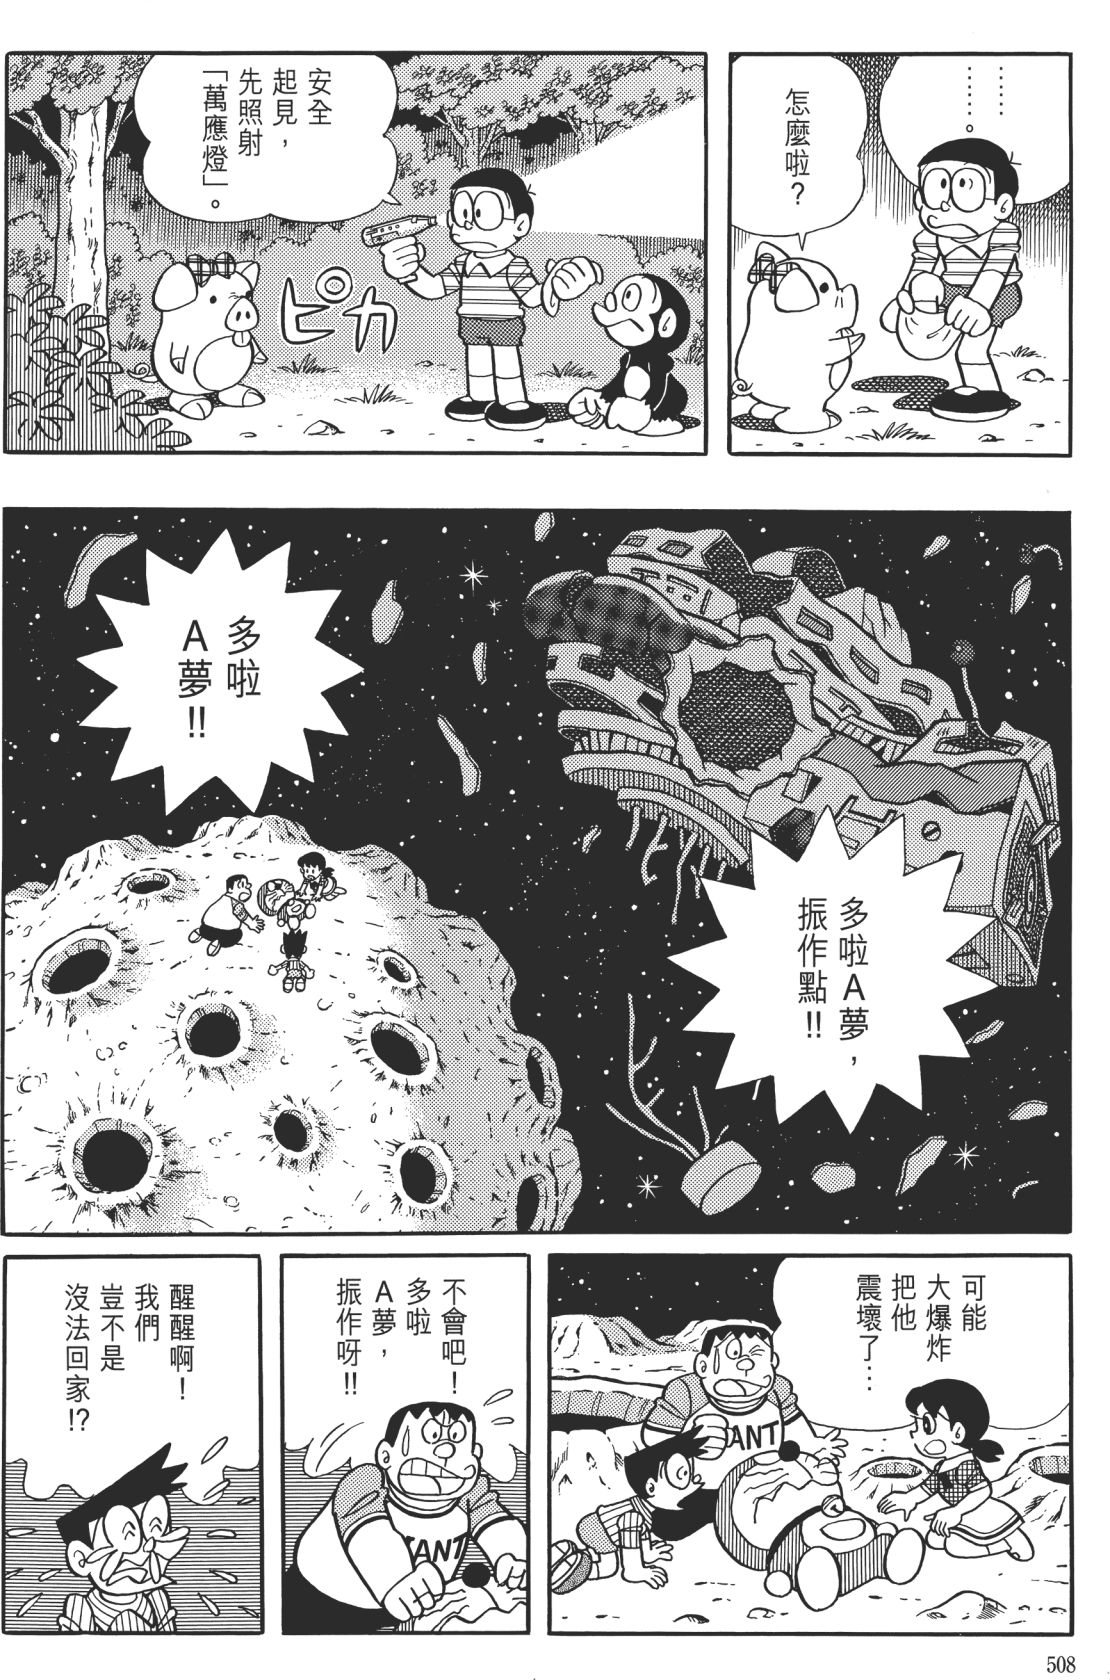 ……
……。
怎麼啦？
安全
起見，
先照射
「萬應燈」。
ピカ
多啦
A夢!!
多啦A夢，
振作點!!
可能
大爆炸
把他
震壞了…
ANT
不會吧！
多啦
A夢，
振作呀!!
IANT
醒醒啊！
我們
豈不是
沒法回家!?
508